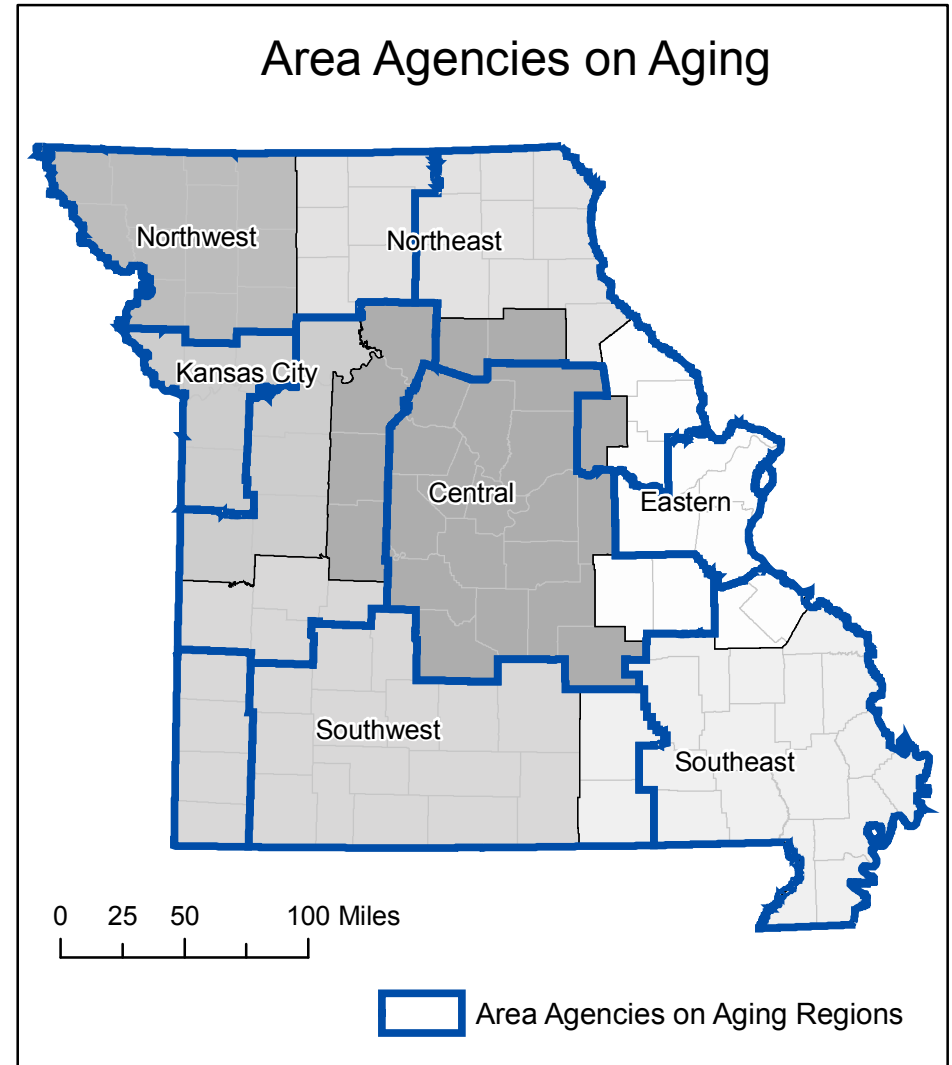 Area Agencies on Aging
Northwest
Northeast
Kansas City
Central
Eastern
Southwest
Southeast
0 25 50 100 Miles
Area Agencies on Aging Regions